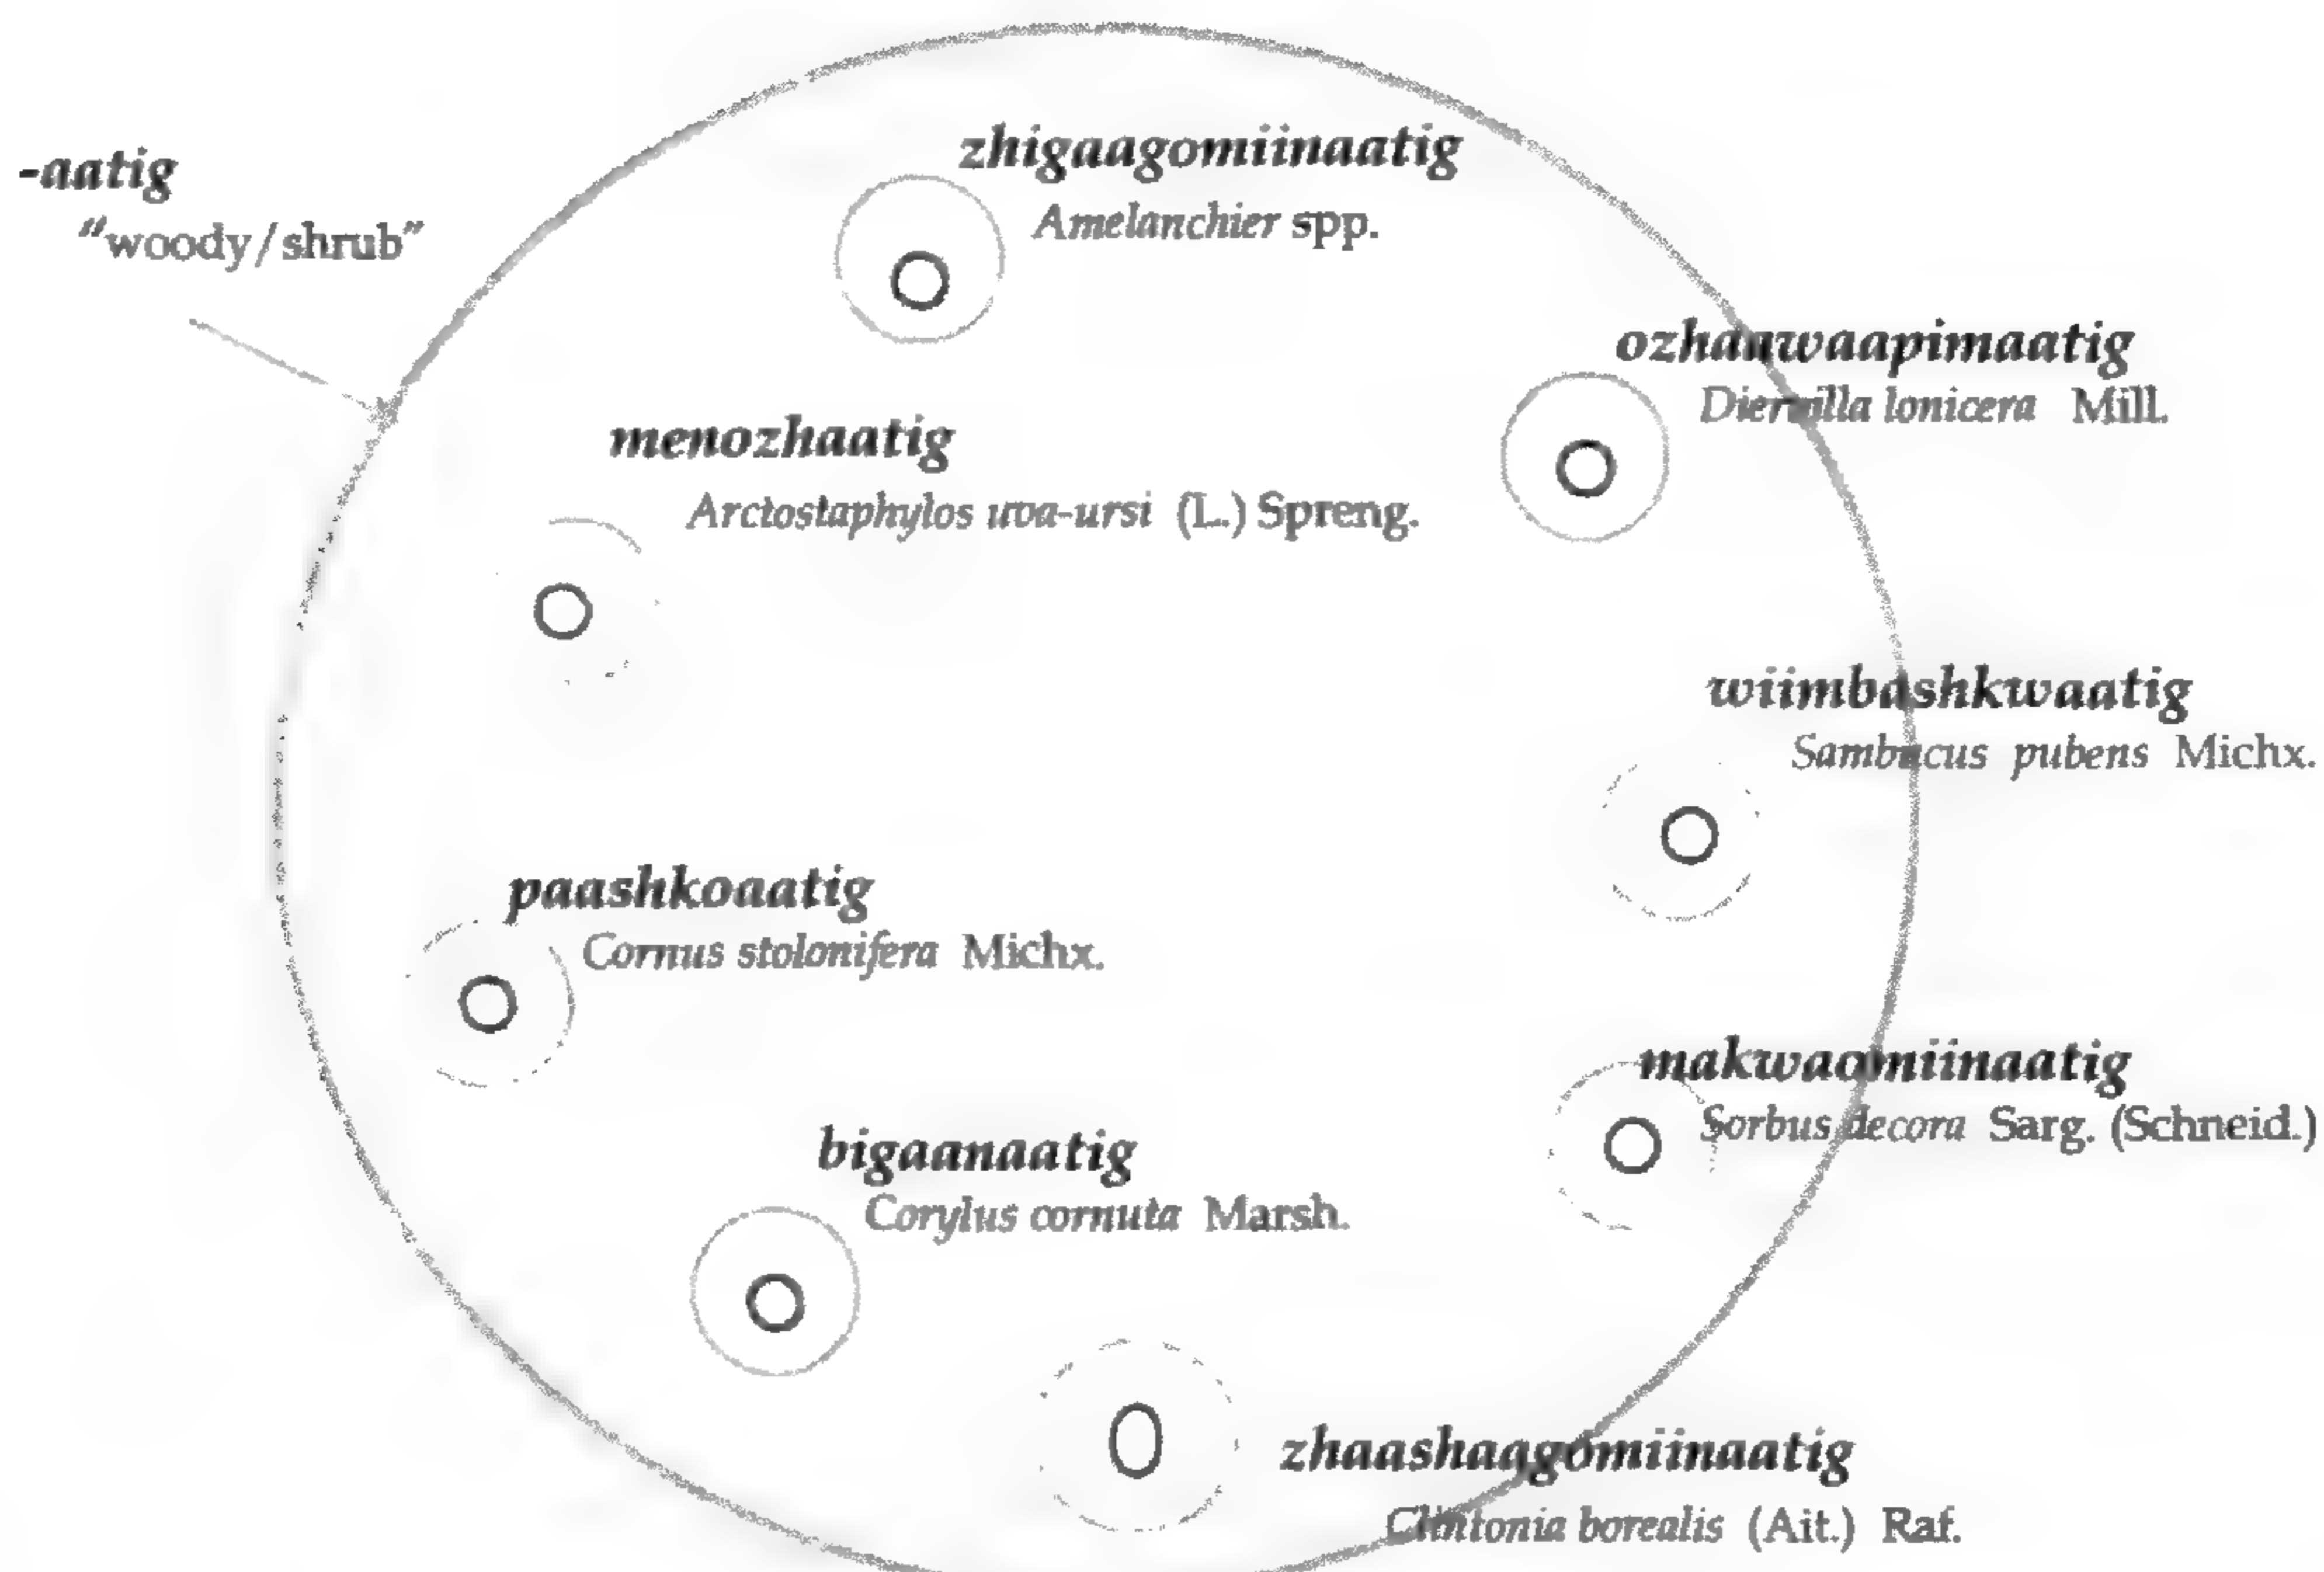 -aatig
"woody/shrub"
zhigaagomiinaatig
Amelanchier spp.
ozhanwaapimaatig
Diervilla lonicera Mill.
menozhaatig
Arctostaphylos uva-ursi (L.) Spreng.
wiimbashkwaatig
Sambucus pubens Michx.
paashkoaatig
Cornus stolonifera Michx.
makwaomiinaatig
Sorbus decora Sarg. (Schneid.)
bigaanaatig
Corylus cornuta Marsh.
zhaashaagomiinaatig
Clintonia borealis (Ait.) Raf.